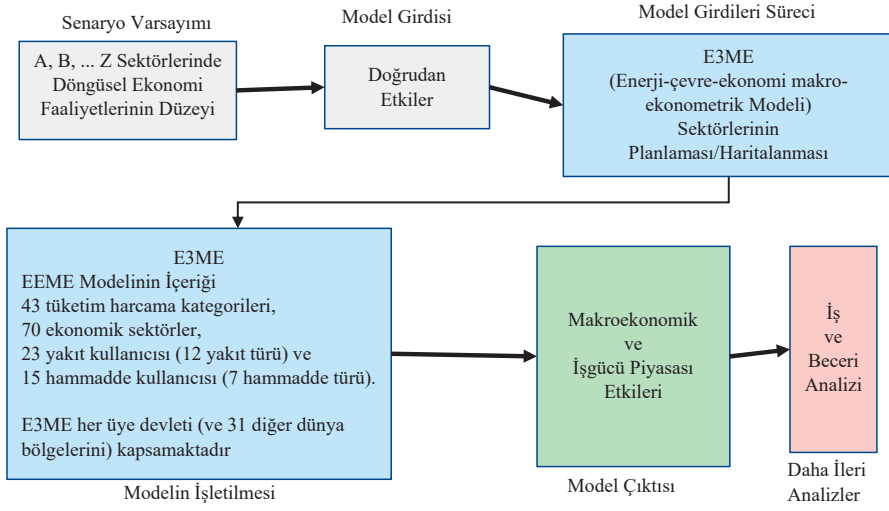 Senaryo Varsayımı
A, B, ... Z Sektörlerinde
Döngüsel Ekonomi
Faaliyetlerinin Düzeyi
Model Girdisi
Doğrudan
Etkiler
Model Girdileri Süreci
E3ME
(Enerji-çevre-ekonomi makro-
ekonometrik Modeli)
Sektörlerinin
Planlaması/Haritalanması
E3ME
EEME Modelinin İçeriği
43 tüketim harcama kategorileri,
70 ekonomik sektörler,
23 yakıt kullanıcısı (12 yakıt türü) ve
15 hammadde kullanıcısı (7 hammadde türü).
E3ME her üye devleti (ve 31 diğer dünya
bölgelerini) kapsamaktadır
Modelin İşletilmesi
Makroekonomik
ve
İşgücü Piyasası
Etkileri
Model Çıktısı
İş
ve
Beceri
Analizi
Daha İleri
Analizler